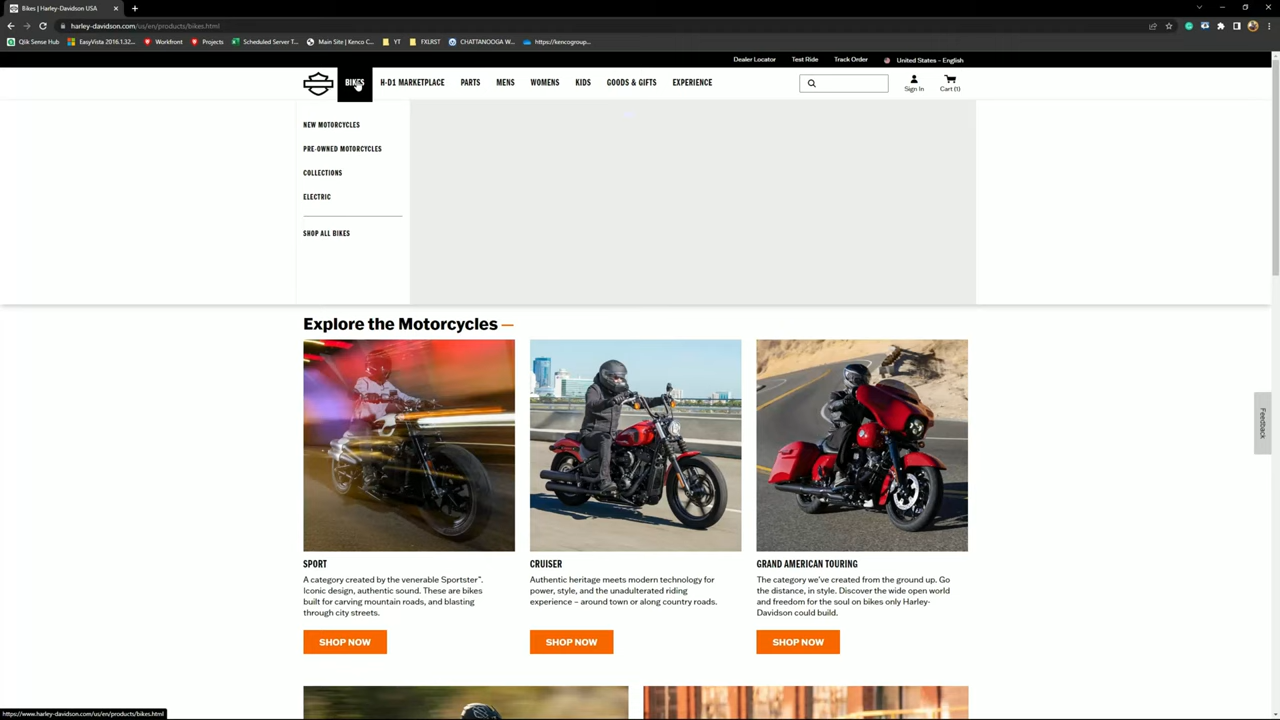 Bikes | Harley-Davidson USA
harley-davidson.com/us/en/products/bikes.html
Qlik Sense Hub
EasyVista 2016.1.32...
Workfront
Projects
Scheduled Server T...
Main Site | Kenco C...
YT
FXLRST
CHATTANOOGA W...
https://kencogroup...
Dealer Locator
Test Ride
Track Order
United States – English
BIKES
H-D1 MARKETPLACE
PARTS
MENS
WOMENS
KIDS
GOODS & GIFTS
EXPERIENCE
Sign In
Cart (1)
NEW MOTORCYCLES
PRE-OWNED MOTORCYCLES
COLLECTIONS
ELECTRIC
SHOP ALL BIKES
Explore the Motorcycles
SPORT
A category created by the venerable Sportster™.
Iconic design, authentic sound. These are bikes
built for carving mountain roads, and blasting
through city streets.
SHOP NOW
CRUISER
Authentic heritage meets modern technology for
power, style, and the unadulterated riding
experience – around town or along country roads.
SHOP NOW
GRAND AMERICAN TOURING
The category we've created from the ground up. Go
the distance, in style. Discover the wide open world
and freedom for the soul on bikes only Harley-
Davidson could build.
SHOP NOW
Feedback
https://www.harley-davidson.com/us/en/products/bikes.html